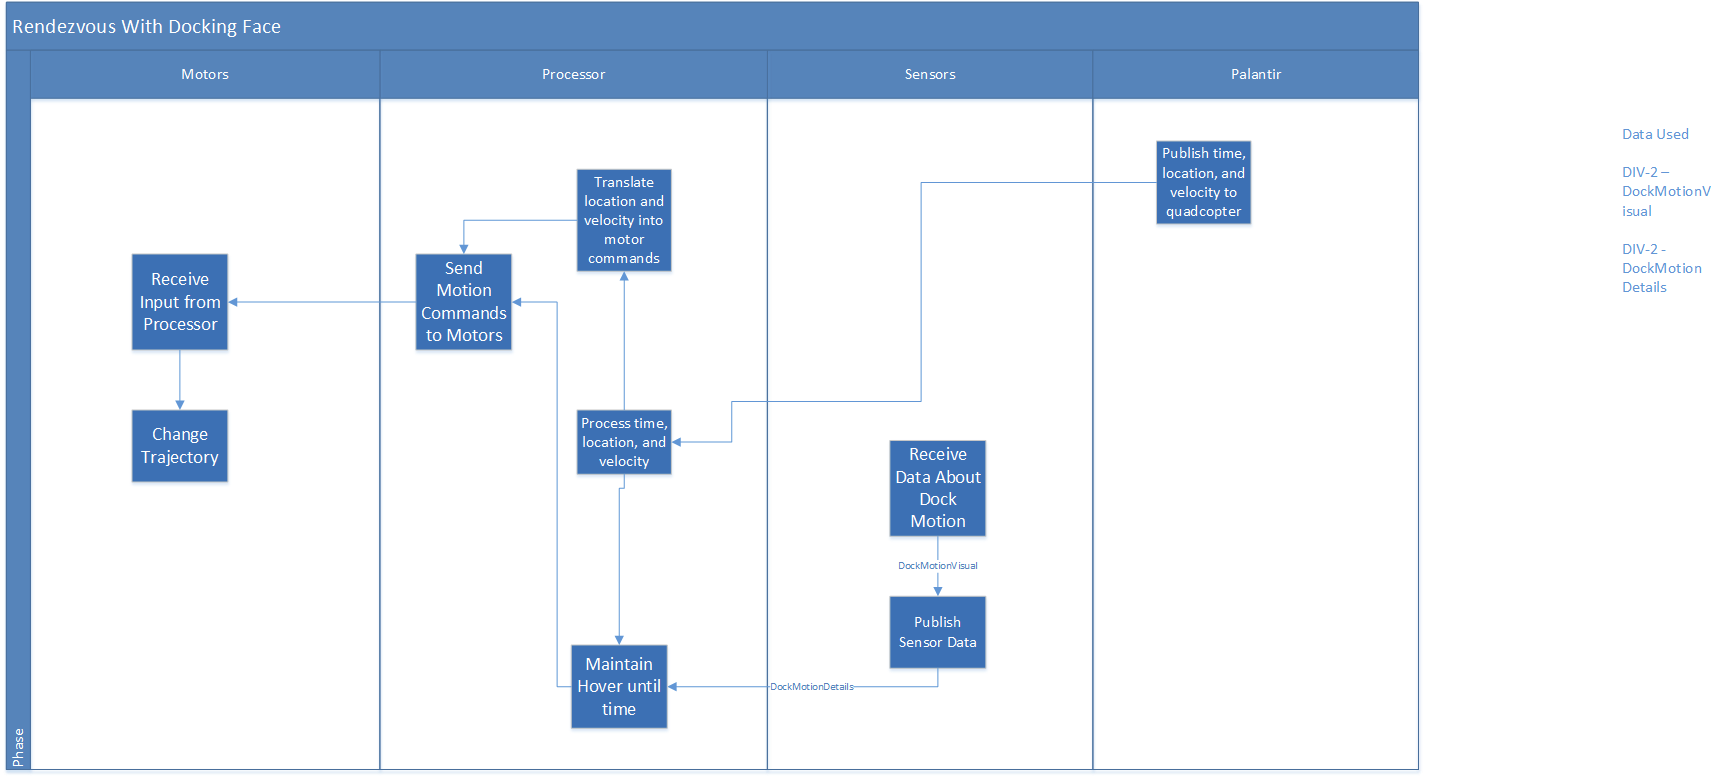 Rendezvous With Docking Face
Motors
Processor
Sensors
Palantir
Phase
Receive
Input from
Processor
Change
Trajectory
Translate
location and
velocity into
motor
commands
Send
Motion
Commands
to Motors
Process time,
location, and
velocity
Maintain
Hover until
time
Receive
Data About
Dock
Motion
DockMotionVisual
Publish
Sensor Data
DockMotionDetails
Publish time,
location, and
velocity to
quadcopter
Data Used
DIV-2 –
DockMotionV
isual
DIV-2 -
DockMotion
Details